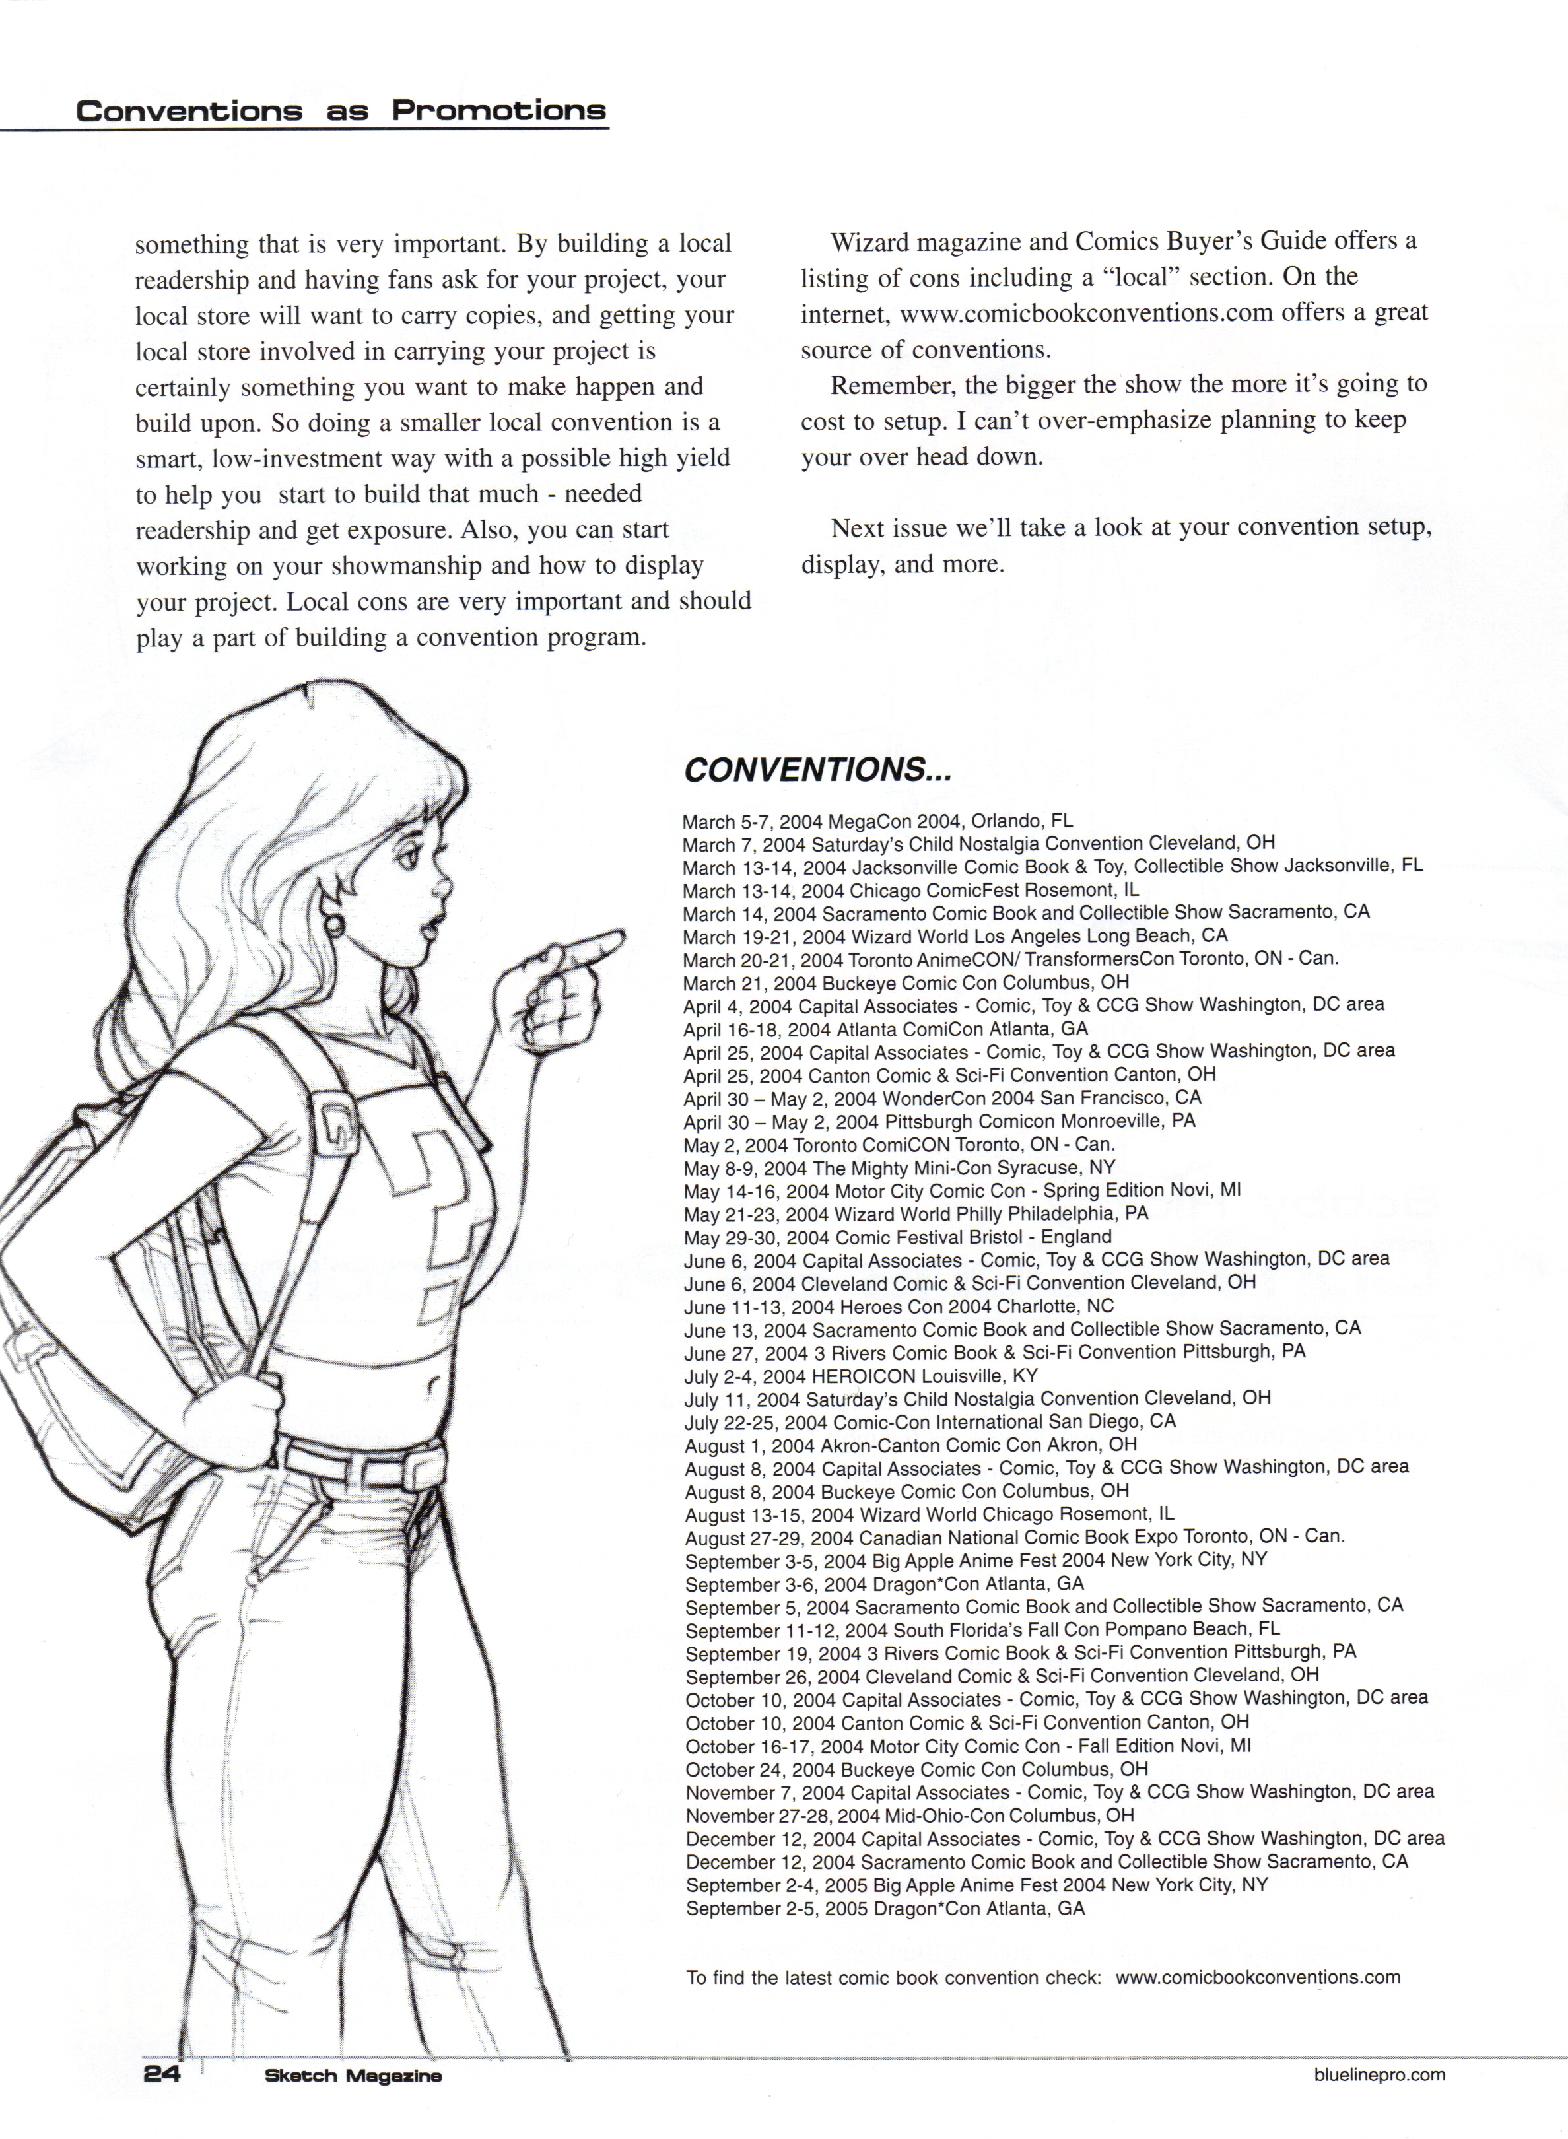 Conventions as Promotions
something that is very important. By building a local
readership and having fans ask for your project, your
local store will want to carry copies, and getting your
local store involved in carrying your project is
certainly something you want to make happen and
build upon. So doing a smaller local convention is a
smart, low-investment way with a possible high yield
to help you  start to build that much - needed
readership and get exposure. Also, you can start
working on your showmanship and how to display
your project. Local cons are very important and should
play a part of building a convention program.
Wizard magazine and Comics Buyer's Guide offers a
listing of cons including a “local” section. On the
internet, www.comicbookconventions.com offers a great
source of conventions.
Remember, the bigger the show the more it's going to
cost to setup. I can't over-emphasize planning to keep
your over head down.
Next issue we'll take a look at your convention setup,
display, and more.
CONVENTIONS...
March 5-7, 2004 MegaCon 2004, Orlando, FL
March 7, 2004 Saturday's Child Nostalgia Convention Cleveland, OH
March 13-14, 2004 Jacksonville Comic Book & Toy, Collectible Show Jacksonville, FL
March 13-14, 2004 Chicago ComicFest Rosemont, IL
March 14, 2004 Sacramento Comic Book and Collectible Show Sacramento, CA
March 19-21, 2004 Wizard World Los Angeles Long Beach, CA
March 20-21, 2004 Toronto AnimeCON/ TransformersCon Toronto, ON - Can.
March 21, 2004 Buckeye Comic Con Columbus, OH
April 4, 2004 Capital Associates - Comic, Toy & CCG Show Washington, DC area
April 16-18, 2004 Atlanta ComiCon Atlanta, GA
April 25, 2004 Capital Associates - Comic, Toy & CCG Show Washington, DC area
April 25, 2004 Canton Comic & Sci-Fi Convention Canton, OH
April 30 – May 2, 2004 WonderCon 2004 San Francisco, CA
April 30 – May 2, 2004 Pittsburgh Comicon Monroeville, PA
May 2, 2004 Toronto ComiCON Toronto, ON - Can.
May 8-9, 2004 The Mighty Mini-Con Syracuse, NY
May 14-16, 2004 Motor City Comic Con - Spring Edition Novi, MI
May 21-23, 2004 Wizard World Philly Philadelphia, PA
May 29-30, 2004 Comic Festival Bristol - England
June 6, 2004 Capital Associates - Comic, Toy & CCG Show Washington, DC area
June 6, 2004 Cleveland Comic & Sci-Fi Convention Cleveland, OH
June 11-13, 2004 Heroes Con 2004 Charlotte, NC
June 13, 2004 Sacramento Comic Book and Collectible Show Sacramento, CA
June 27, 2004 3 Rivers Comic Book & Sci-Fi Convention Pittsburgh, PA
July 2-4, 2004 HEROICON Louisville, KY
July 11, 2004 Saturday's Child Nostalgia Convention Cleveland, OH
July 22-25, 2004 Comic-Con International San Diego, CA
August 1, 2004 Akron-Canton Comic Con Akron, OH
August 8, 2004 Capital Associates - Comic, Toy & CCG Show Washington, DC area
August 8, 2004 Buckeye Comic Con Columbus, OH
August 13-15, 2004 Wizard World Chicago Rosemont, IL
August 27-29, 2004 Canadian National Comic Book Expo Toronto, ON - Can.
September 3-5, 2004 Big Apple Anime Fest 2004 New York City, NY
September 3-6, 2004 Dragon*Con Atlanta, GA
September 5, 2004 Sacramento Comic Book and Collectible Show Sacramento, CA
September 11-12, 2004 South Florida's Fall Con Pompano Beach, FL
September 19, 2004 3 Rivers Comic Book & Sci-Fi Convention Pittsburgh, PA
September 26, 2004 Cleveland Comic & Sci-Fi Convention Cleveland, OH
October 10, 2004 Capital Associates - Comic, Toy & CCG Show Washington, DC area
October 10, 2004 Canton Comic & Sci-Fi Convention Canton, OH
October 16-17, 2004 Motor City Comic Con - Fall Edition Novi, MI
October 24, 2004 Buckeye Comic Con Columbus, OH
November 7, 2004 Capital Associates - Comic, Toy & CCG Show Washington, DC area
November 27-28, 2004 Mid-Ohio-Con Columbus, OH
December 12, 2004 Capital Associates - Comic, Toy & CCG Show Washington, DC area
December 12, 2004 Sacramento Comic Book and Collectible Show Sacramento, CA
September 2-4, 2005 Big Apple Anime Fest 2004 New York City, NY
September 2-5, 2005 Dragon*Con Atlanta, GA
To find the latest comic book convention check:  www.comicbookconventions.com
24 Sketch Magazine bluelinepro.com